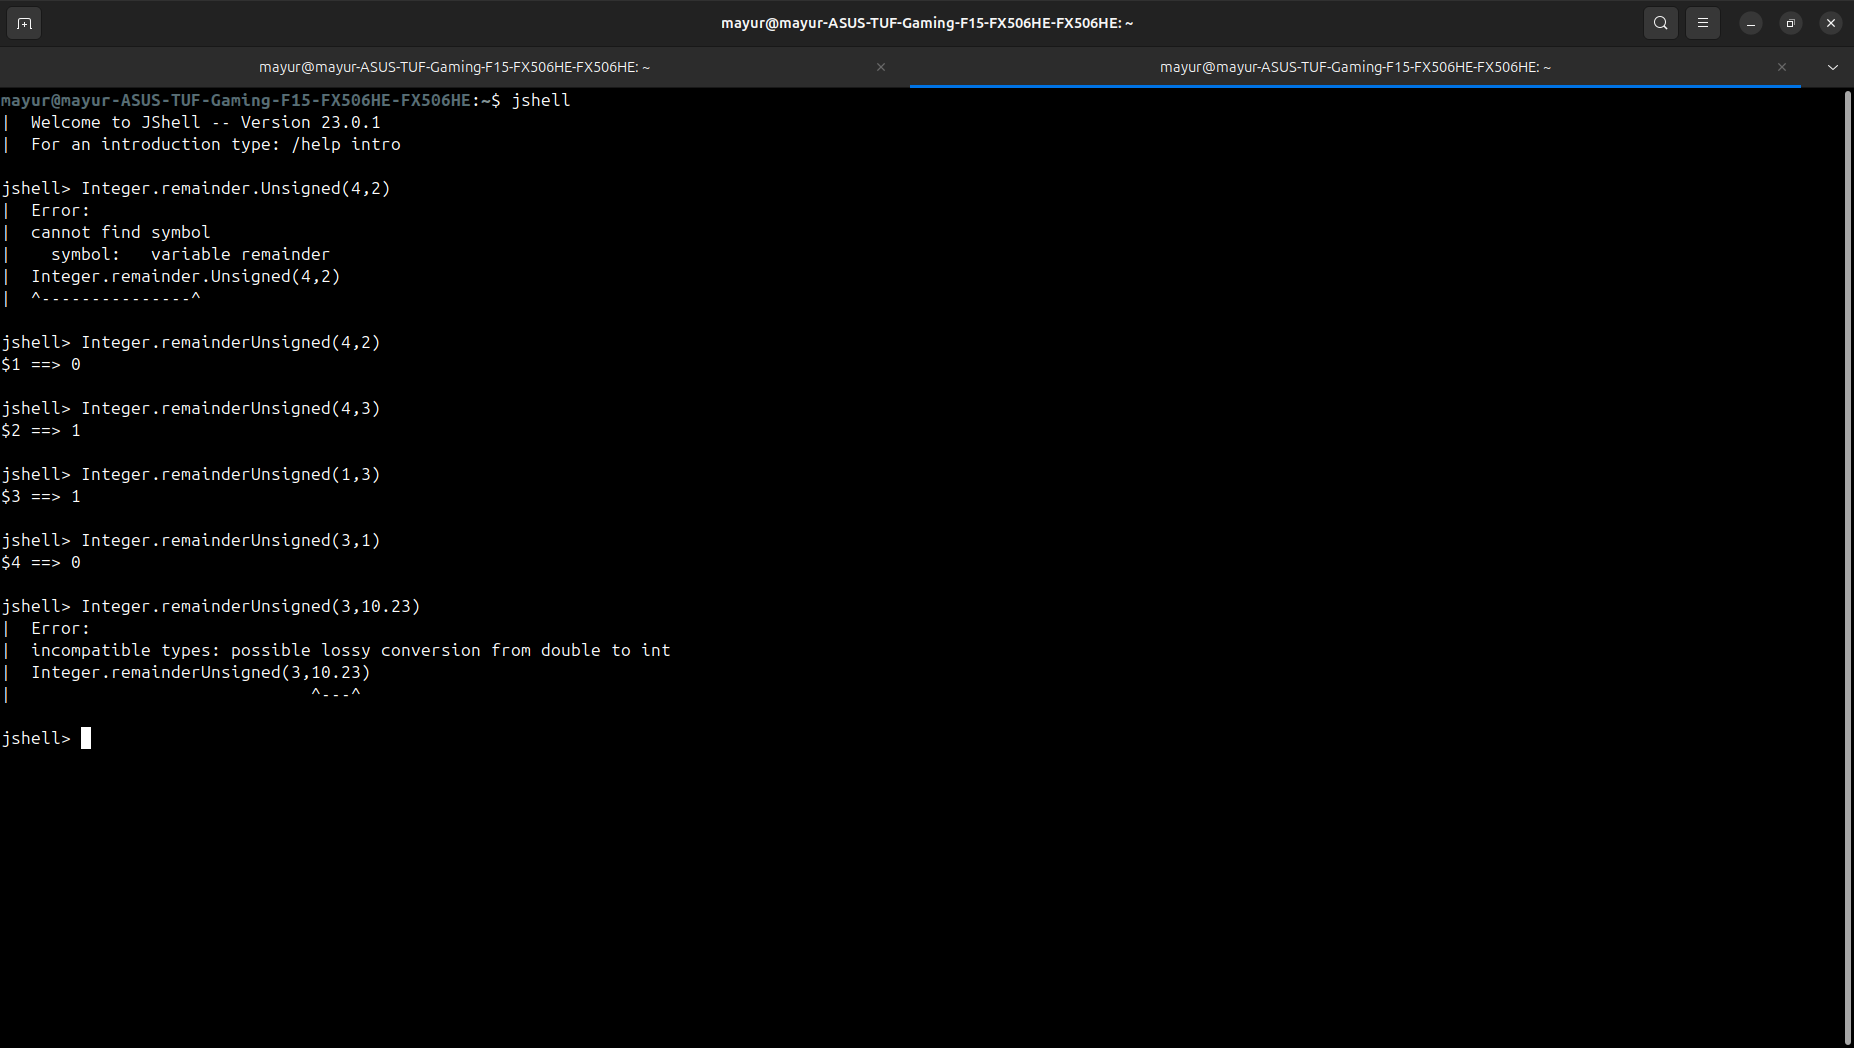 mayur@mayur-ASUS-TUF-Gaming-F15-FX506HE-FX506HE: ~
mayur@mayur-ASUS-TUF-Gaming-F15-FX506HE-FX506HE: ~
mayur@mayur-ASUS-TUF-Gaming-F15-FX506HE-FX506HE: ~
mayur@mayur-ASUS-TUF-Gaming-F15-FX506HE-FX506HE:~$ jshell
|  Welcome to JShell -- Version 23.0.1
|  For an introduction type: /help intro
jshell> Integer.remainder.Unsigned(4,2)
|  Error:
|  cannot find symbol
|    symbol:   variable remainder
|  Integer.remainder.Unsigned(4,2)
|  ^---------------^
jshell> Integer.remainderUnsigned(4,2)
$1 ==> 0
jshell> Integer.remainderUnsigned(4,3)
$2 ==> 1
jshell> Integer.remainderUnsigned(1,3)
$3 ==> 1
jshell> Integer.remainderUnsigned(3,1)
$4 ==> 0
jshell> Integer.remainderUnsigned(3,10.23)
|  Error:
|  incompatible types: possible lossy conversion from double to int
|  Integer.remainderUnsigned(3,10.23)
|                              ^---^
jshell>